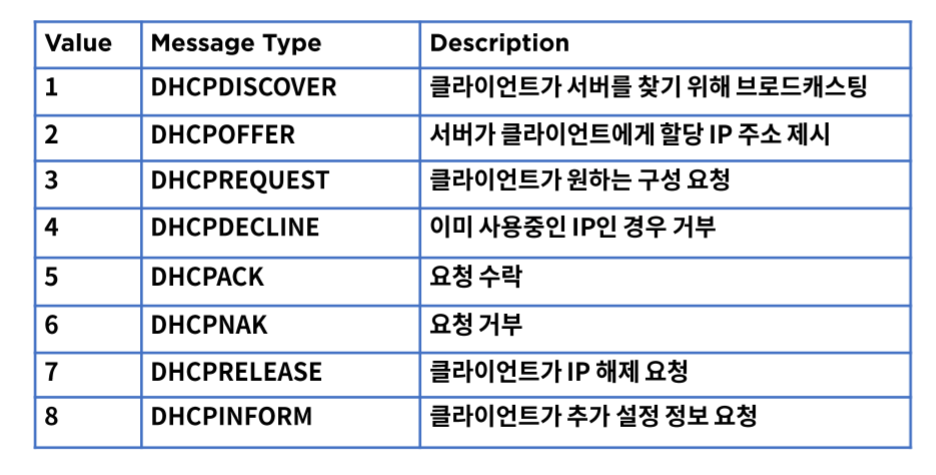 Value Message Type Description
1 DHCPDISCOVER 클라이언트가 서버를 찾기 위해 브로드캐스팅
2 DHCPOFFER 서버가 클라이언트에게 할당 IP 주소 제시
3 DHCPREQUEST 클라이언트가 원하는 구성 요청
4 DHCPDECLINE 이미 사용중인 IP인 경우 거부
5 DHCPACK 요청 수락
6 DHCPNAK 요청 거부
7 DHCPRELEASE 클라이언트가 IP 해제 요청
8 DHCPINFORM 클라이언트가 추가 설정 정보 요청